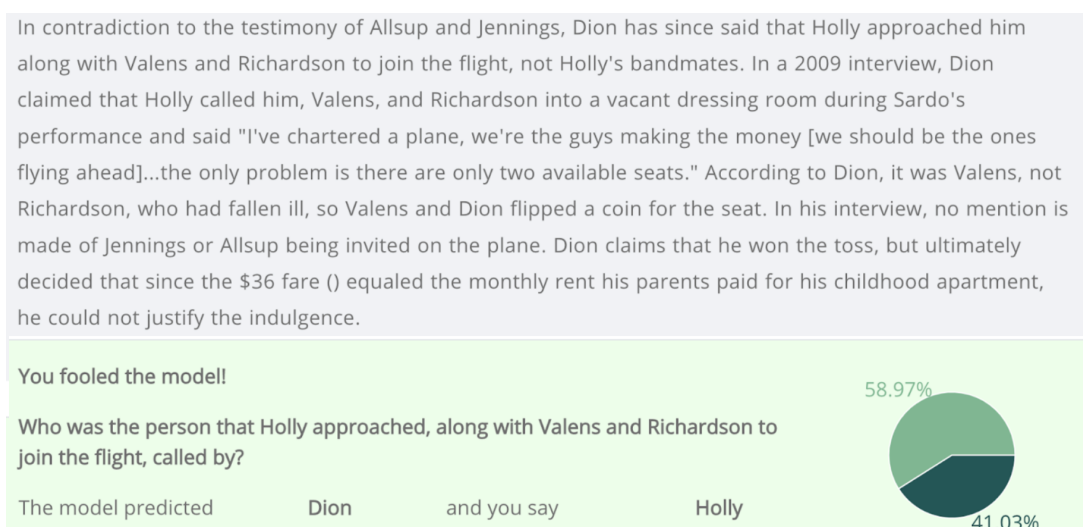 In contradiction to the testimony of Allsup and Jennings, Dion has since said that Holly approached him
along with Valens and Richardson to join the flight, not Holly's bandmates. In a 2009 interview, Dion
claimed that Holly called him, Valens, and Richardson into a vacant dressing room during Sardo's
performance and said "I've chartered a plane, we're the guys making the money [we should be the ones
flying ahead]...the only problem is there are only two available seats." According to Dion, it was Valens, not
Richardson, who had fallen ill, so Valens and Dion flipped a coin for the seat. In his interview, no mention is
made of Jennings or Allsup being invited on the plane. Dion claims that he won the toss, but ultimately
decided that since the $36 fare () equaled the monthly rent his parents paid for his childhood apartment,
he could not justify the indulgence.
You fooled the model!
58.97%
Who was the person that Holly approached, along with Valens and Richardson to
join the flight, called by?
The model predicted Dion and you say Holly
41.03%